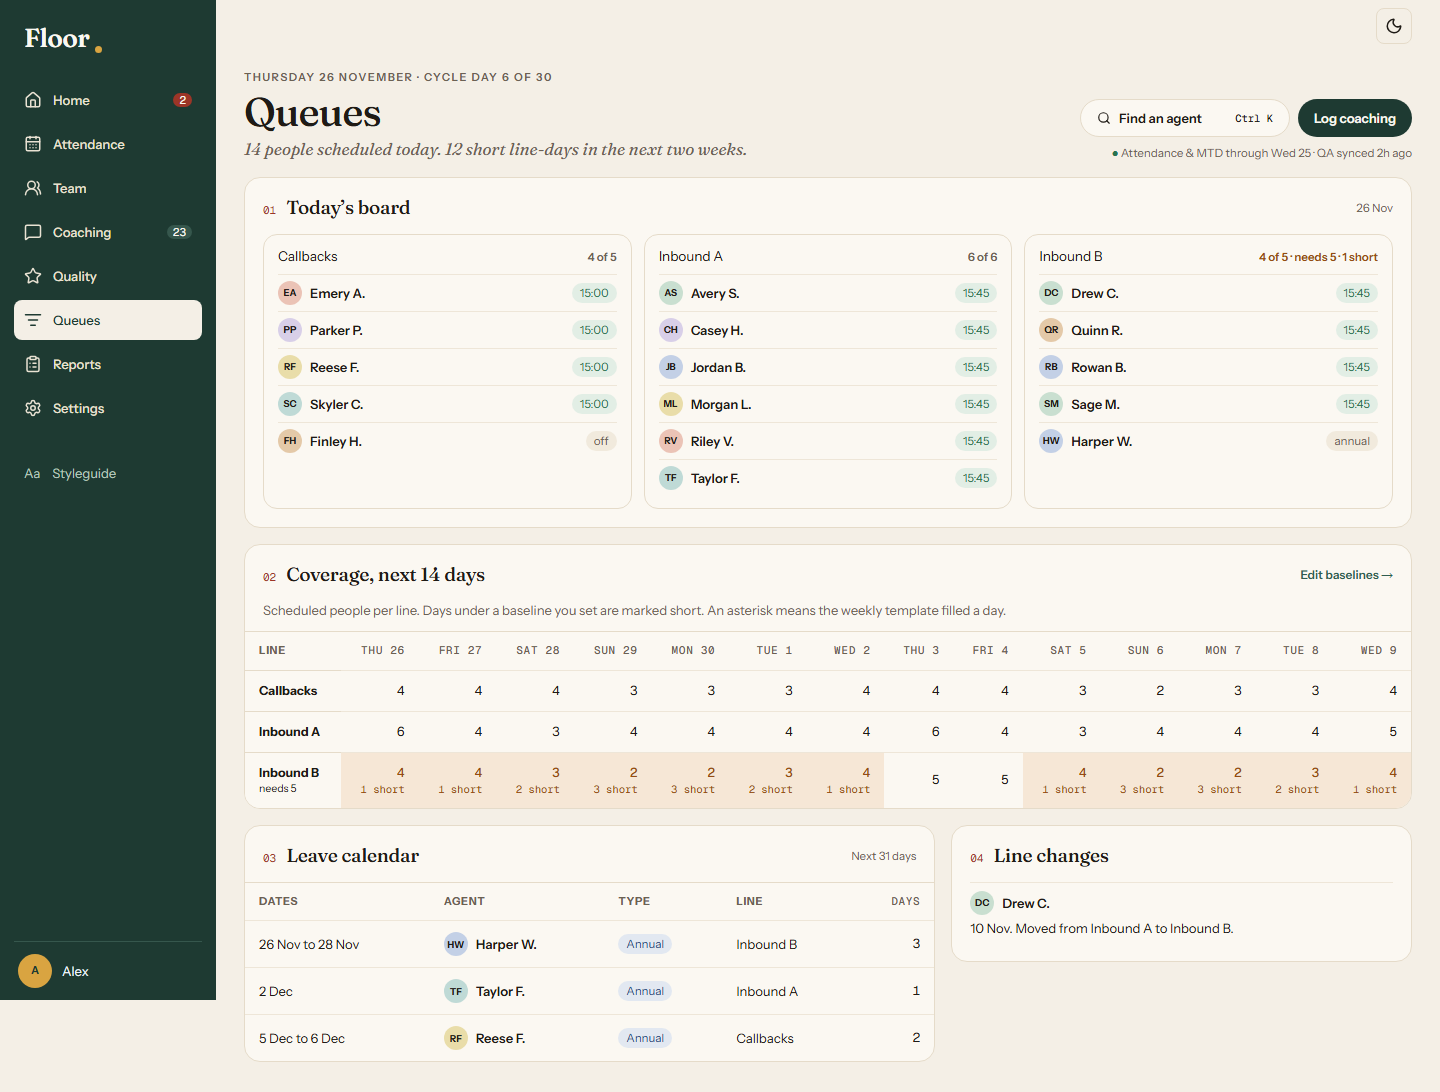 Floor.
Home 2
Attendance
Team
Coaching 23
Quality
Queues
Reports
Settings
Aa Styleguide
A Alex
THURSDAY 26 NOVEMBER · CYCLE DAY 6 OF 30
Queues
14 people scheduled today. 12 short line-days in the next two weeks.
Find an agent Ctrl K
Log coaching
Attendance & MTD through Wed 25 · QA synced 2h ago
01 Today’s board 26 Nov
Callbacks 4 of 5
EA Emery A. 15:00
PP Parker P. 15:00
RF Reese F. 15:00
SC Skyler C. 15:00
FH Finley H. off
Inbound A 6 of 6
AS Avery S. 15:45
CH Casey H. 15:45
JB Jordan B. 15:45
ML Morgan L. 15:45
RV Riley V. 15:45
TF Taylor F. 15:45
Inbound B 4 of 5 · needs 5 · 1 short
DC Drew C. 15:45
QR Quinn R. 15:45
RB Rowan B. 15:45
SM Sage M. 15:45
HW Harper W. annual
02 Coverage, next 14 days Edit baselines →
Scheduled people per line. Days under a baseline you set are marked short. An asterisk means the weekly template filled a day.
LINE THU 26 FRI 27 SAT 28 SUN 29 MON 30 TUE 1 WED 2 THU 3 FRI 4 SAT 5 SUN 6 MON 7 TUE 8 WED 9
Callbacks 4 4 4 3 3 3 4 4 4 3 2 3 3 4
Inbound A 6 4 3 4 4 4 4 6 4 3 4 4 4 5
Inbound B 4 4 3 2 2 3 4 5 5 4 2 2 3 4
needs 5 1 short 1 short 2 short 3 short 3 short 2 short 1 short 1 short 3 short 3 short 2 short 1 short
03 Leave calendar Next 31 days
DATES AGENT TYPE LINE DAYS
26 Nov to 28 Nov HW Harper W. Annual Inbound B 3
2 Dec TF Taylor F. Annual Inbound A 1
5 Dec to 6 Dec RF Reese F. Annual Callbacks 2
04 Line changes
DC Drew C.
10 Nov. Moved from Inbound A to Inbound B.